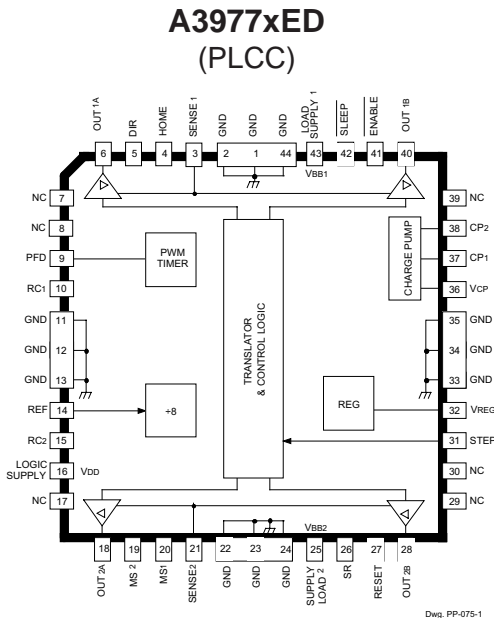 A3977xED
(PLCC)
OUT1A
DIR
HOME
SENSE1
GND
GND
GND
LOAD
SUPPLY 1
SLEEP
ENABLE
OUT1B
6
5
4
3
2
1
44
43
42
41
40
VBB1
NC 7
NC 8
PFD 9
RC1 10
GND 11
GND 12
GND 13
REF 14
RC2 15
LOGIC
SUPPLY 16 VDD
NC 17
PWM
TIMER
÷8
TRANSLATOR
& CONTROL LOGIC
CHARGE PUMP
REG
39 NC
38 CP2
37 CP1
36 VCP
35 GND
34 GND
33 GND
32 VREG
31 STEP
30 NC
29 NC
VBB2
18
19
20
21
22
23
24
25
26
27
28
OUT2A
MS2
MS1
SENSE2
GND
GND
GND
SUPPLY
LOAD 2
SR
RESET
OUT2B
Dwg. PP-075-1